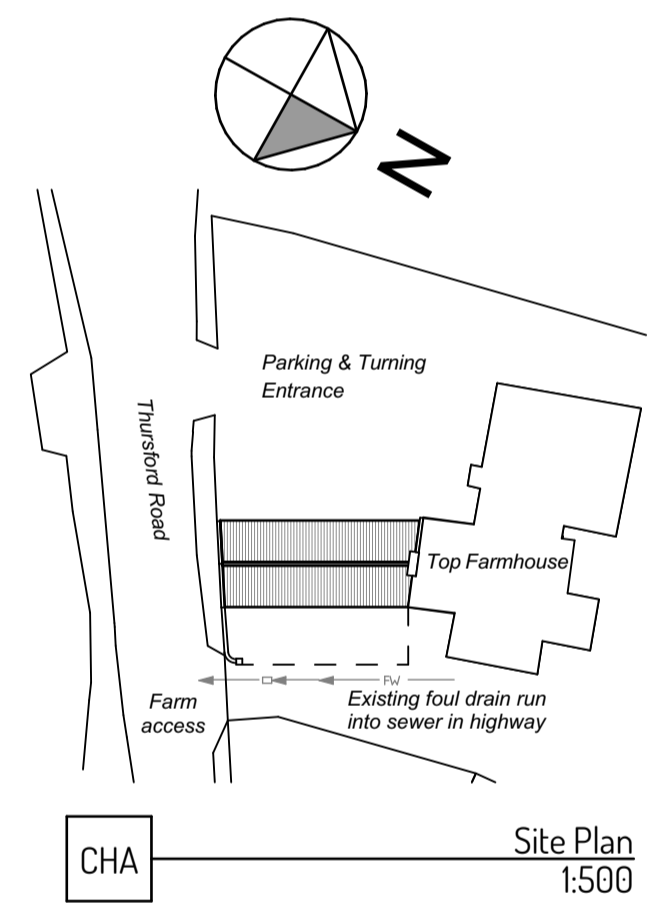 N
Parking & Turning
Entrance
Thursford Road
Top Farmhouse
FW
Existing foul drain run
into sewer in highway
Farm
access
CHA
Site Plan
1:500